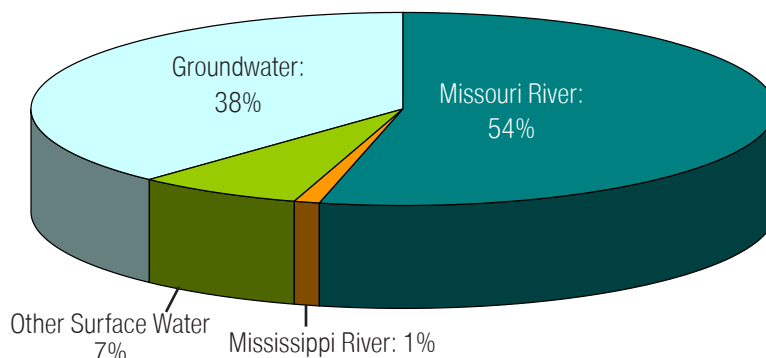 Groundwater:
38%
Missouri River:
54%
Other Surface Water
7%
Mississippi River: 1%